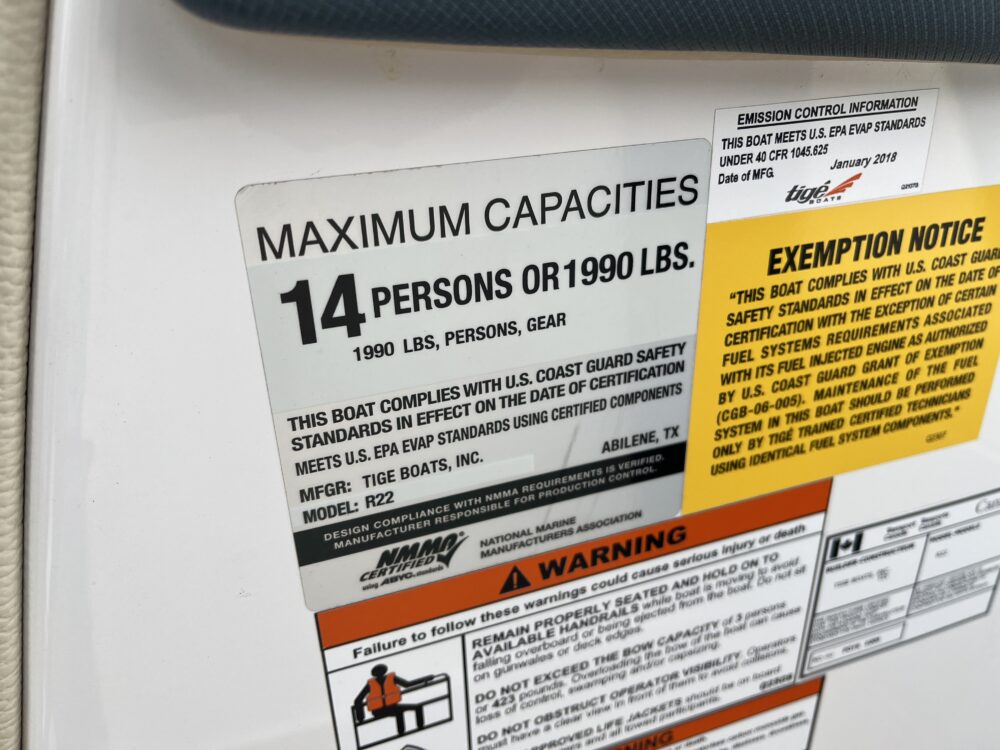 MAXIMUM CAPACITIES
14 PERSONS OR 1990 LBS.
1990 LBS, PERSONS, GEAR
THIS BOAT COMPLIES WITH U.S. COAST GUARD SAFETY
STANDARDS IN EFFECT ON THE DATE OF CERTIFICATION
MEETS U.S. EPA EVAP STANDARDS USING CERTIFIED COMPONENTS
MFGR: TIGE BOATS, INC. ABILENE, TX
MODEL: R22
DESIGN COMPLIANCE WITH NMMA REQUIREMENTS IS VERIFIED.
MANUFACTURER RESPONSIBLE FOR PRODUCTION CONTROL.
NMMA
CERTIFIED
using ABYC standards
NATIONAL MARINE
MANUFACTURERS ASSOCIATION
EMISSION CONTROL INFORMATION
THIS BOAT MEETS U.S. EPA EVAP STANDARDS
UNDER 40 CFR 1045.625
Date of MFG. January 2018
tigé
BOATS
EXEMPTION NOTICE
"THIS BOAT COMPLIES WITH U.S. COAST GUAR
SAFETY STANDARDS IN EFFECT ON THE DATE OF
CERTIFICATION WITH THE EXCEPTION OF CERTAIN
FUEL SYSTEMS REQUIREMENTS ASSOCIATED
WITH ITS FUEL INJECTED ENGINE AS AUTHORIZED
BY U.S. COAST GUARD GRANT OF EXEMPTION
(CGB-06-005). MAINTENANCE OF THE FUEL
SYSTEM IN THIS BOAT SHOULD BE PERFORMED
ONLY BY TIGÉ TRAINED CERTIFIED TECHNICIANS
USING IDENTICAL FUEL SYSTEM COMPONENTS."
WARNING
Failure to follow these warnings could cause serious injury or death
REMAIN PROPERLY SEATED AND HOLD ON TO
AVAILABLE HANDRAILS while boat is moving to avoid
falling overboard or being ejected from the boat. Do not sit
on gunwales or deck edges.
DO NOT EXCEED THE BOW CAPACITY of 3 persons
or 423 pounds. Overloading the bow of the boat can cause
loss of control, swamping and/or capsizing.
DO NOT OBSTRUCT OPERATOR VISIBILITY. Operators
must have a clear view in front of them to avoid collisions.
APPROVED LIFE JACKETS should be on board